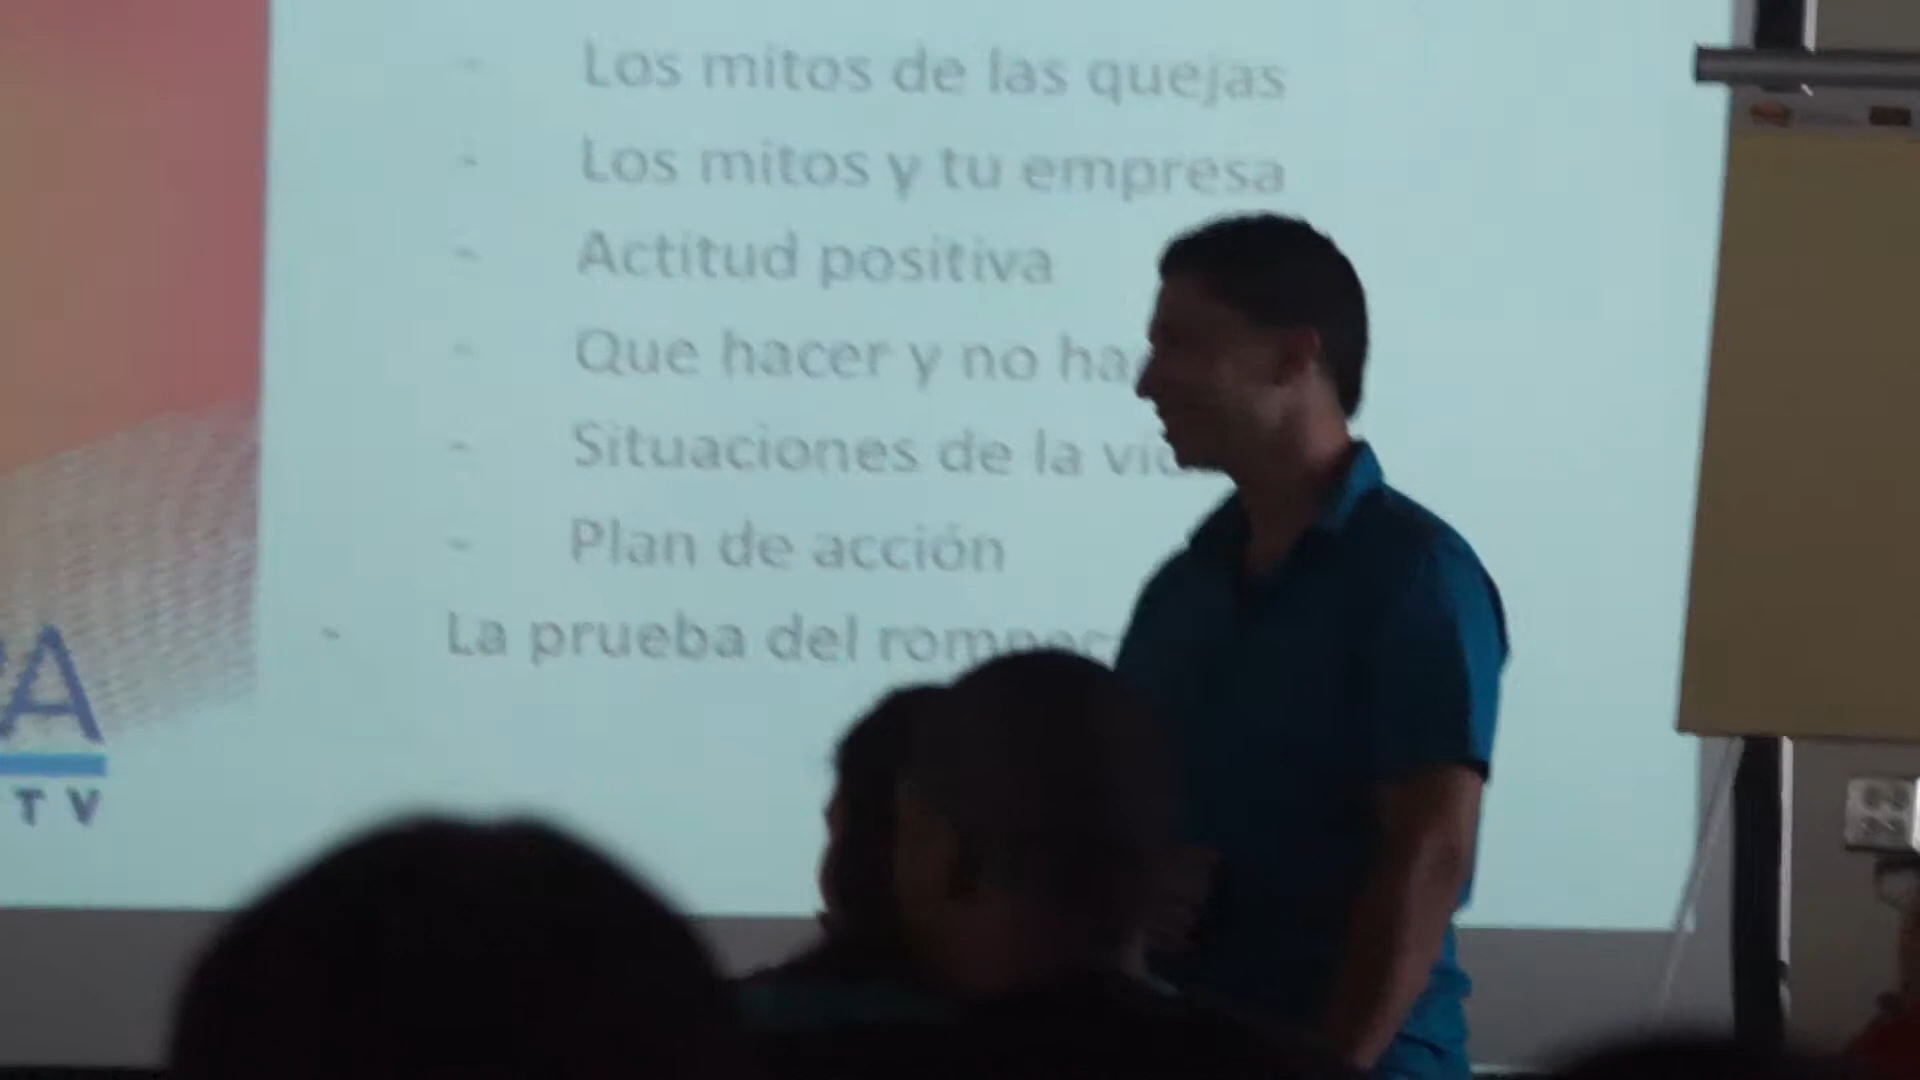 Los mitos de las quejas
- Los mitos y tu empresa
- Actitud positiva
- Que hacer y no
- Situaciones de la
- Plan de acción
- La prueba del
TV